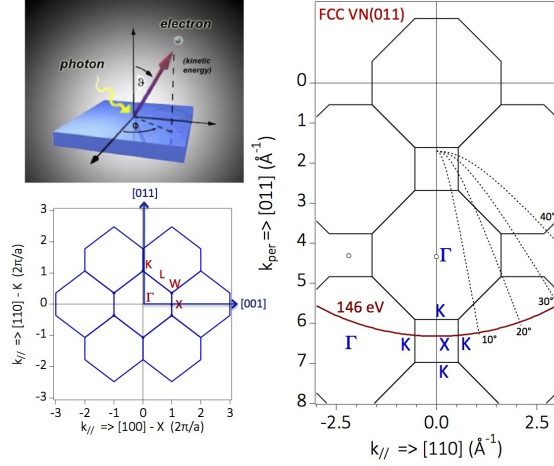 electron
(kinetic
energy)
photon
ϑ
φ
[011]
3
2
1
0
-1
-2
-3
K
L
W
Γ
X
[001]
-3 -2 -1 0 1 2 3
k// => [110] - K (2π/a)
k// => [100] - X (2π/a)
FCC VN(011)
0
1
2
3
4
5
6
7
8
kper => [011] (Å-1)
40°
30°
20°
10°
Γ
146 eV
K
Γ K X K
K
-2.5 0.0 2.5
k// => [110] (Å-1)